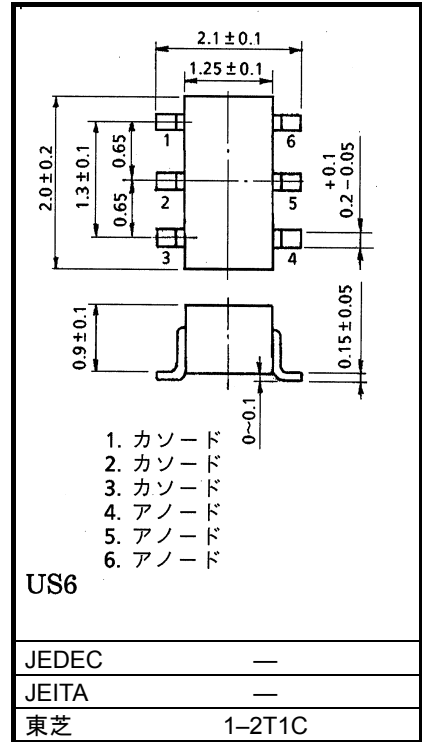 2.1±0.1
1.25±0.1
1
6
2.0±0.2
1.3±0.1
0.65
0.65
2
5
+0.1
0.2−0.05
3
4
0.9±0.1
0.15±0.05
0~0.1
1. カソード
2. カソード
3. カソード
4. アノード
5. アノード
6. アノード
US6
JEDEC —
JEITA —
東芝 1–2T1C